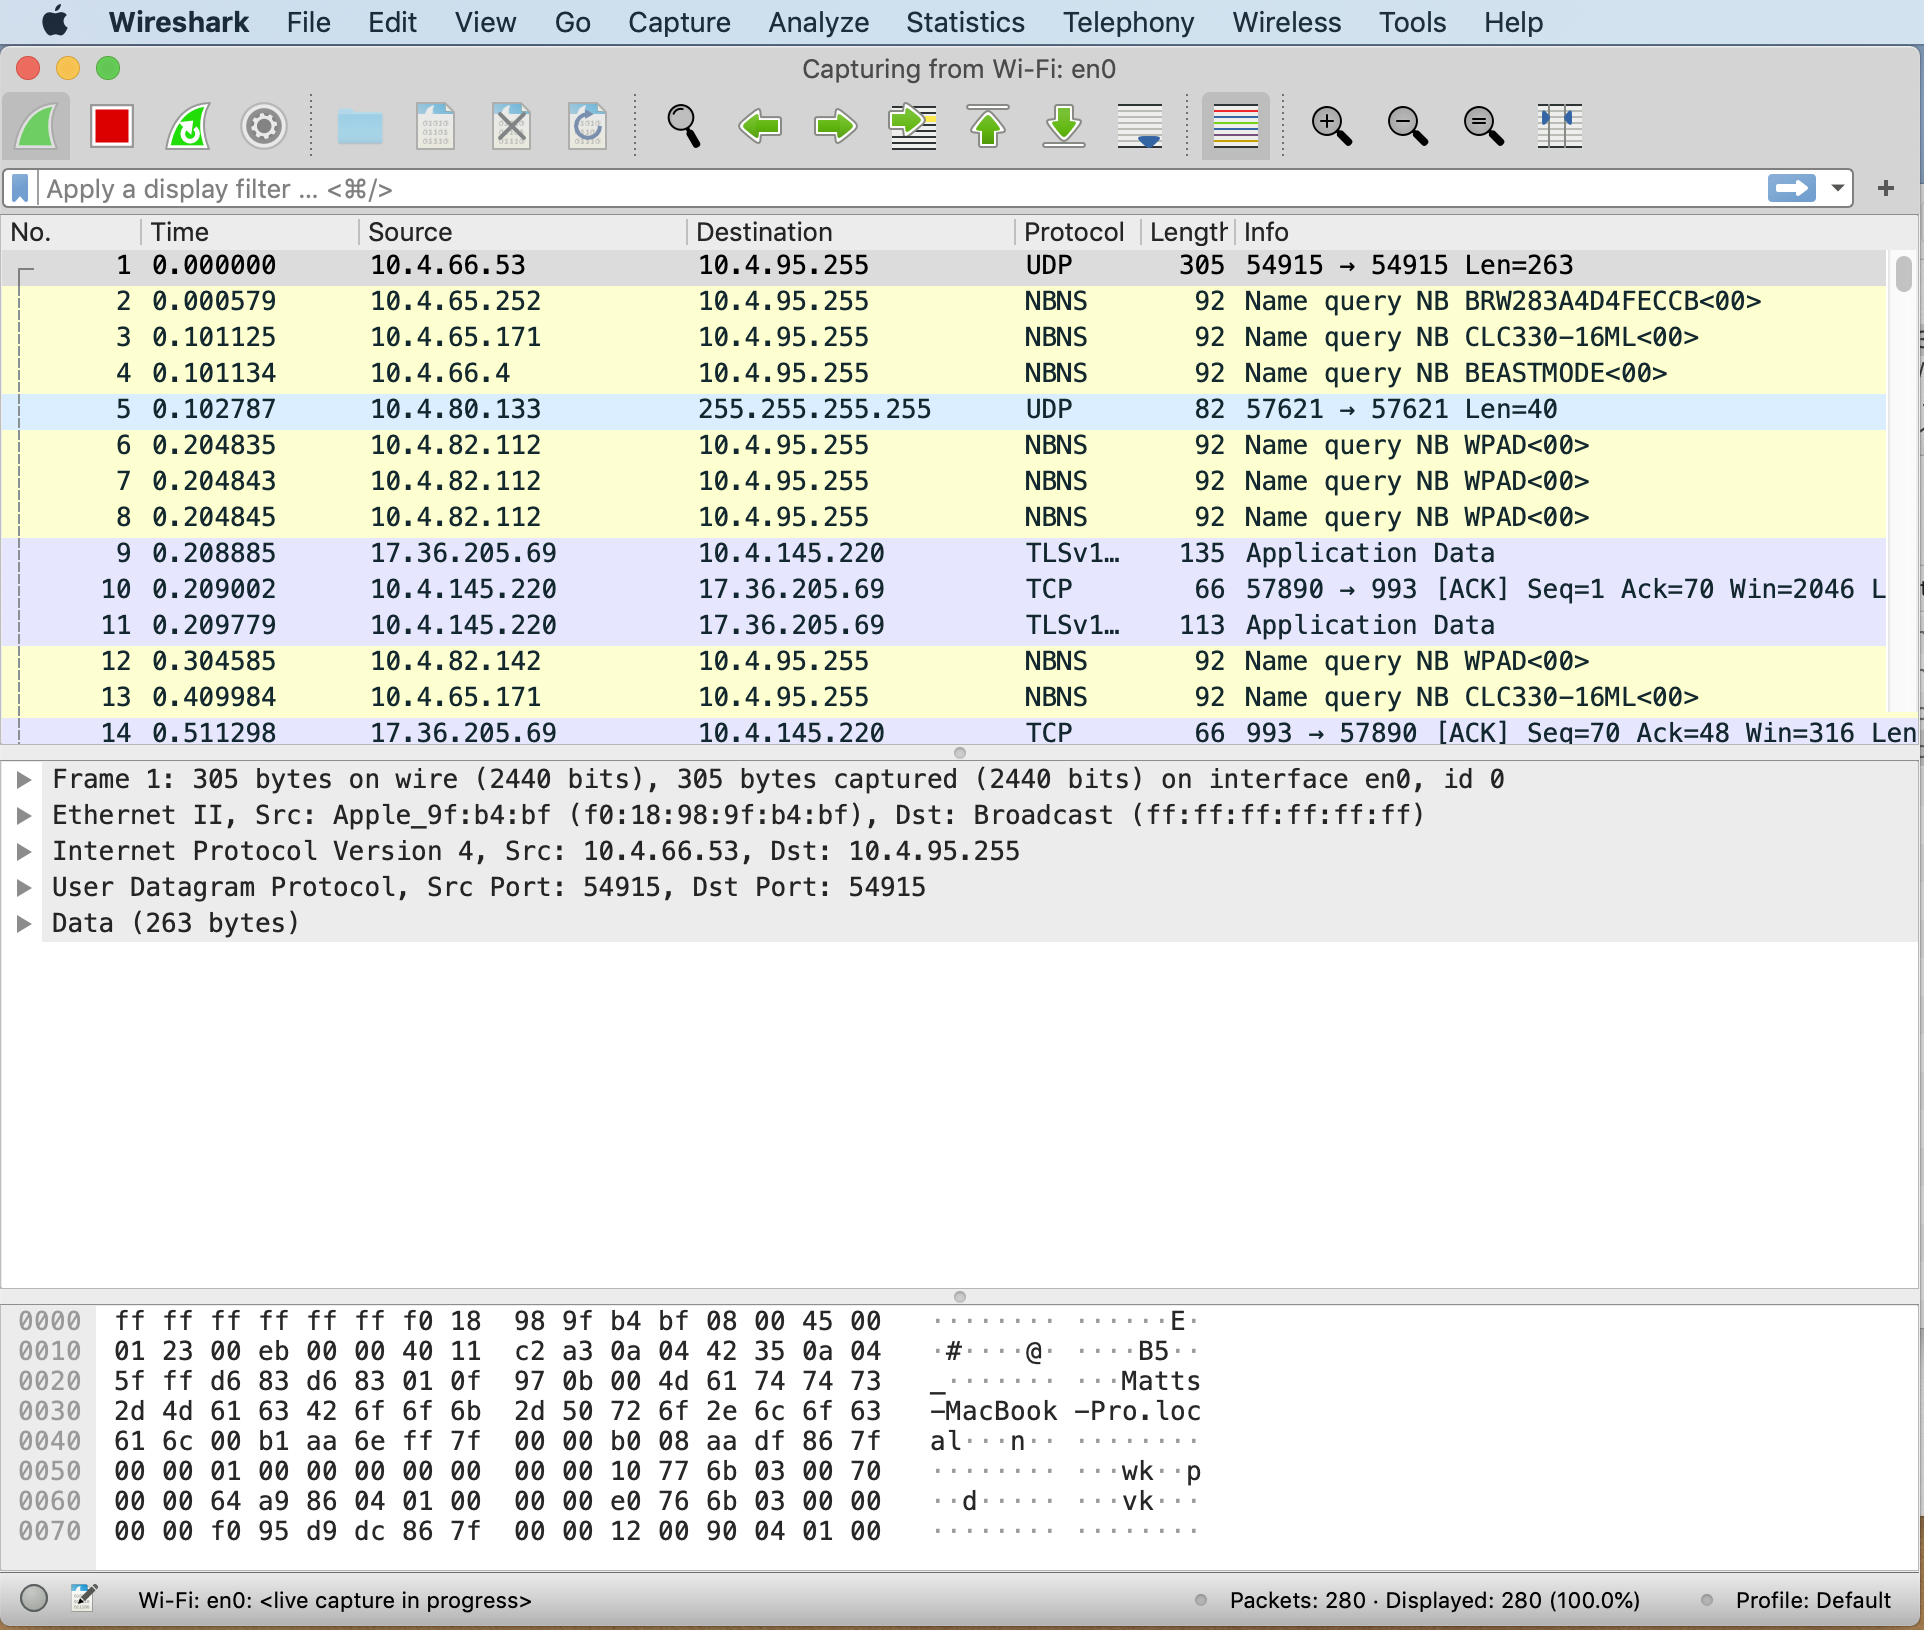 Wireshark File Edit View Go Capture Analyze Statistics Telephony Wireless Tools Help
Capturing from Wi-Fi: en0
Apply a display filter ... <⌘/>
No. Time Source Destination Protocol Length Info
1 0.000000 10.4.66.53 10.4.95.255 UDP 305 54915 → 54915 Len=263
2 0.000579 10.4.65.252 10.4.95.255 NBNS 92 Name query NB BRW283A4D4FECCB<00>
3 0.101125 10.4.65.171 10.4.95.255 NBNS 92 Name query NB CLC330-16ML<00>
4 0.101134 10.4.66.4 10.4.95.255 NBNS 92 Name query NB BEASTMODE<00>
5 0.102787 10.4.80.133 255.255.255.255 UDP 82 57621 → 57621 Len=40
6 0.204835 10.4.82.112 10.4.95.255 NBNS 92 Name query NB WPAD<00>
7 0.204843 10.4.82.112 10.4.95.255 NBNS 92 Name query NB WPAD<00>
8 0.204845 10.4.82.112 10.4.95.255 NBNS 92 Name query NB WPAD<00>
9 0.208885 17.36.205.69 10.4.145.220 TLSv1… 135 Application Data
10 0.209002 10.4.145.220 17.36.205.69 TCP 66 57890 → 993 [ACK] Seq=1 Ack=70 Win=2046 L
11 0.209779 10.4.145.220 17.36.205.69 TLSv1… 113 Application Data
12 0.304585 10.4.82.142 10.4.95.255 NBNS 92 Name query NB WPAD<00>
13 0.409984 10.4.65.171 10.4.95.255 NBNS 92 Name query NB CLC330-16ML<00>
14 0.511298 17.36.205.69 10.4.145.220 TCP 66 993 → 57890 [ACK] Seq=70 Ack=48 Win=316 Len
Frame 1: 305 bytes on wire (2440 bits), 305 bytes captured (2440 bits) on interface en0, id 0
Ethernet II, Src: Apple_9f:b4:bf (f0:18:98:9f:b4:bf), Dst: Broadcast (ff:ff:ff:ff:ff:ff)
Internet Protocol Version 4, Src: 10.4.66.53, Dst: 10.4.95.255
User Datagram Protocol, Src Port: 54915, Dst Port: 54915
Data (263 bytes)
0000 ff ff ff ff ff ff f0 18 98 9f b4 bf 08 00 45 00 ········ ······E·
0010 01 23 00 eb 00 00 40 11 c2 a3 0a 04 42 35 0a 04 ·#····@· ····B5··
0020 5f ff d6 83 d6 83 01 0f 97 0b 00 4d 61 74 74 73 _······· ···Matts
0030 2d 4d 61 63 42 6f 6f 6b 2d 50 72 6f 2e 6c 6f 63 -MacBook -Pro.loc
0040 61 6c 00 b1 aa 6e ff 7f 00 00 b0 08 aa df 86 7f al···n·· ········
0050 00 00 01 00 00 00 00 00 00 00 10 77 6b 03 00 70 ········ ···wk··p
0060 00 00 64 a9 86 04 01 00 00 00 e0 76 6b 03 00 00 ··d····· ···vk···
0070 00 00 f0 95 d9 dc 86 7f 00 00 12 00 90 04 01 00 ········ ········
Wi-Fi: en0: <live capture in progress> Packets: 280 · Displayed: 280 (100.0%) Profile: Default